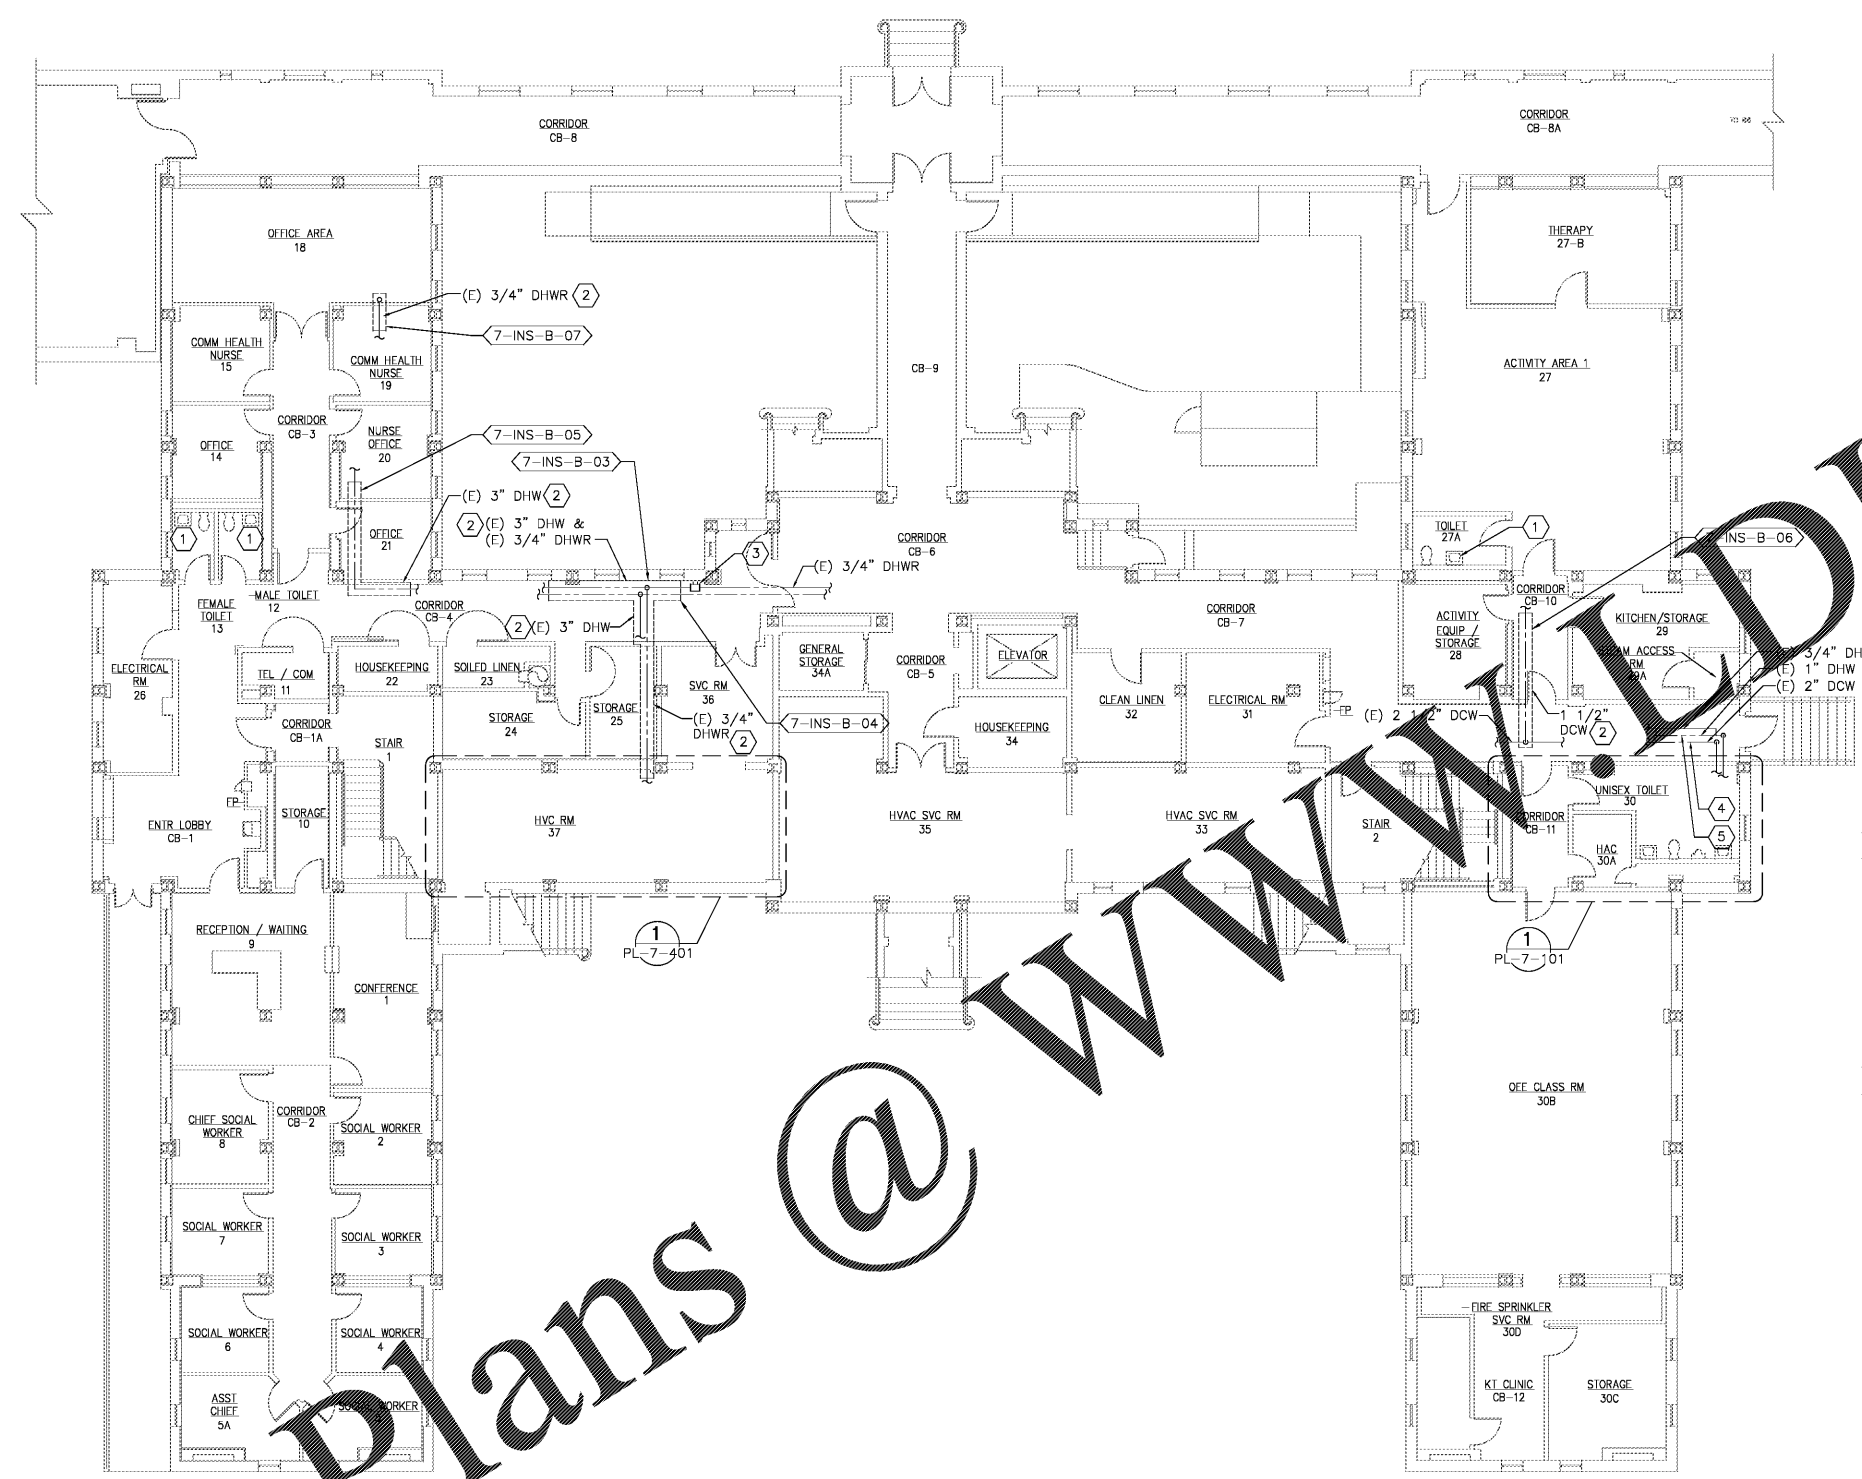 CORRIDOR
CB-8
CORRIDOR
CB-8A
OFFICE AREA
18
THERAPY
27-B
(E) 3/4" DHWR 2
7-INS-B-07
COMM HEALTH
NURSE
15
COMM HEALTH
NURSE
19
CB-9
ACTIVITY AREA 1
27
CORRIDOR
CB-3
OFFICE
14
NURSE
OFFICE
20
7-INS-B-05
7-INS-B-03
(E) 3" DHW 2
2 (E) 3" DHW &
(E) 3/4" DHWR
1
1
OFFICE
21
CORRIDOR
CB-6
3
(E) 3/4" DHWR
TOILET
27A
1
-INS-B-06
MALE TOILET
12
FEMALE
TOILET
13
CORRIDOR
CB-4
2 (E) 3" DHW
CORRIDOR
CB-7
CORRIDOR
CB-10
ACTIVITY
EQUIP /
STORAGE
28
KITCHEN/STORAGE
29
ACCESS
RM
29A
3/4" DH
(E) 1" DHW
(E) 2" DCW
ELECTRICAL
RM
26
TEL / COM
11
HOUSEKEEPING
22
SOILED LINEN
23
GENERAL
STORAGE
34A
CORRIDOR
CB-5
ELEVATOR
SVC RM
36
STORAGE
25
STORAGE
24
(E) 3/4"
DHWR 2
7-INS-B-04
HOUSEKEEPING
34
CLEAN LINEN
32
ELECTRICAL RM
31
FP
(E) 2 1/2" DCW
1 1/2"
DCW 2
CORRIDOR
CB-1A
STAIR
1
FP
STORAGE
10
ENTR LOBBY
CB-1
HVC RM
37
HVAC SVC RM
35
HVAC SVC RM
33
STAIR
2
CORRIDOR
CB-11
UNISEX TOILET
30
HAC
30A
4
5
RECEPTION / WAITING
9
1
PL-7-401
1
PL-7-101
CONFERENCE
1
CHIEF SOCIAL
WORKER
8
CORRIDOR
CB-2
SOCIAL WORKER
2
OFF CLASS RM
30B
SOCIAL WORKER
7
SOCIAL WORKER
3
SOCIAL WORKER
6
SOCIAL WORKER
4
ASST
CHIEF
5A
SOCIAL WORKER
FIRE SPRINKLER
SVC RM
30D
KT CLINIC
CB-12
STORAGE
30C
Plans @ WWW.LD